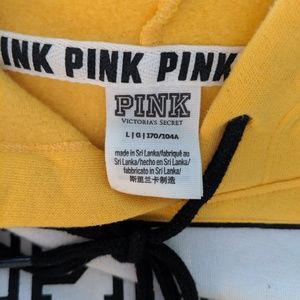 INK PINK PINK
PINK
VICTORIA'S SECRET
L | G | 170/104A
made in Sri Lanka/fabriqué au
Sri Lanka/hecho en Sri Lanka/
fabbricato in Sri Lanka/
斯里兰卡制造